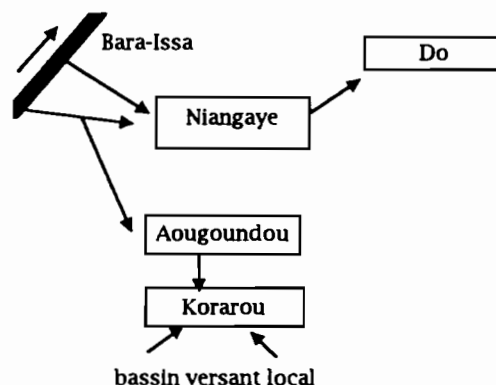 Bara-Issa
Do
Niangaye
Aougoundou
Korarou
bassin versant local